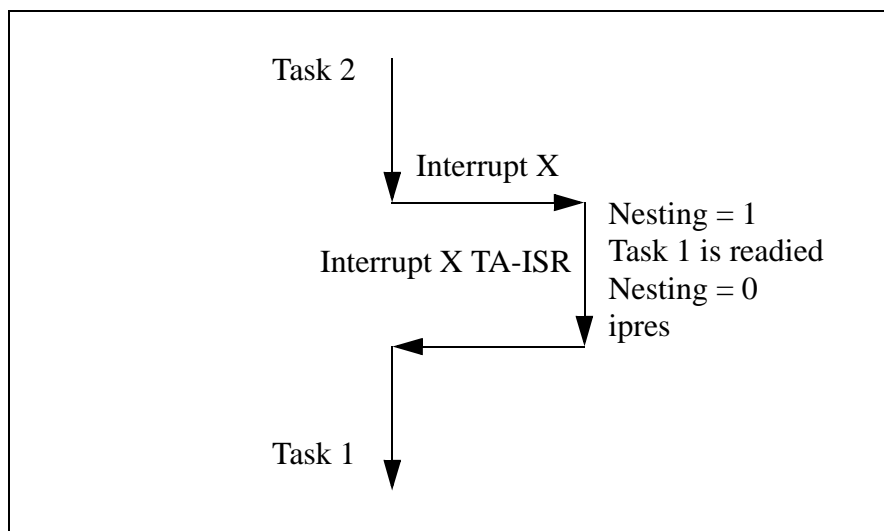 Task 2
Interrupt X
Nesting = 1
Task 1 is readied
Interrupt X TA-ISR
Nesting = 0
ipres
Task 1